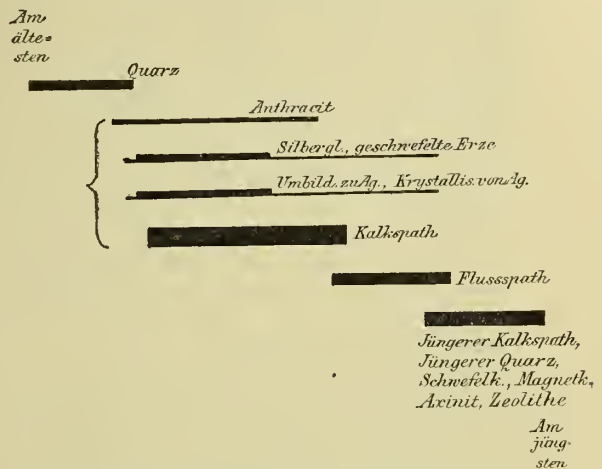 Am
älte-
sten
Quarz
Anthracit
Silbergl., geschwefelte Erze
Umbild. zu Ag., Krystallis. von Ag.
Kalkspath
Flussspath
Jüngerer Kalkspath,
Jüngerer Quarz,
Schwefelk., Magnetk.,
Axinit, Zeolithe
Am
jüng-
sten